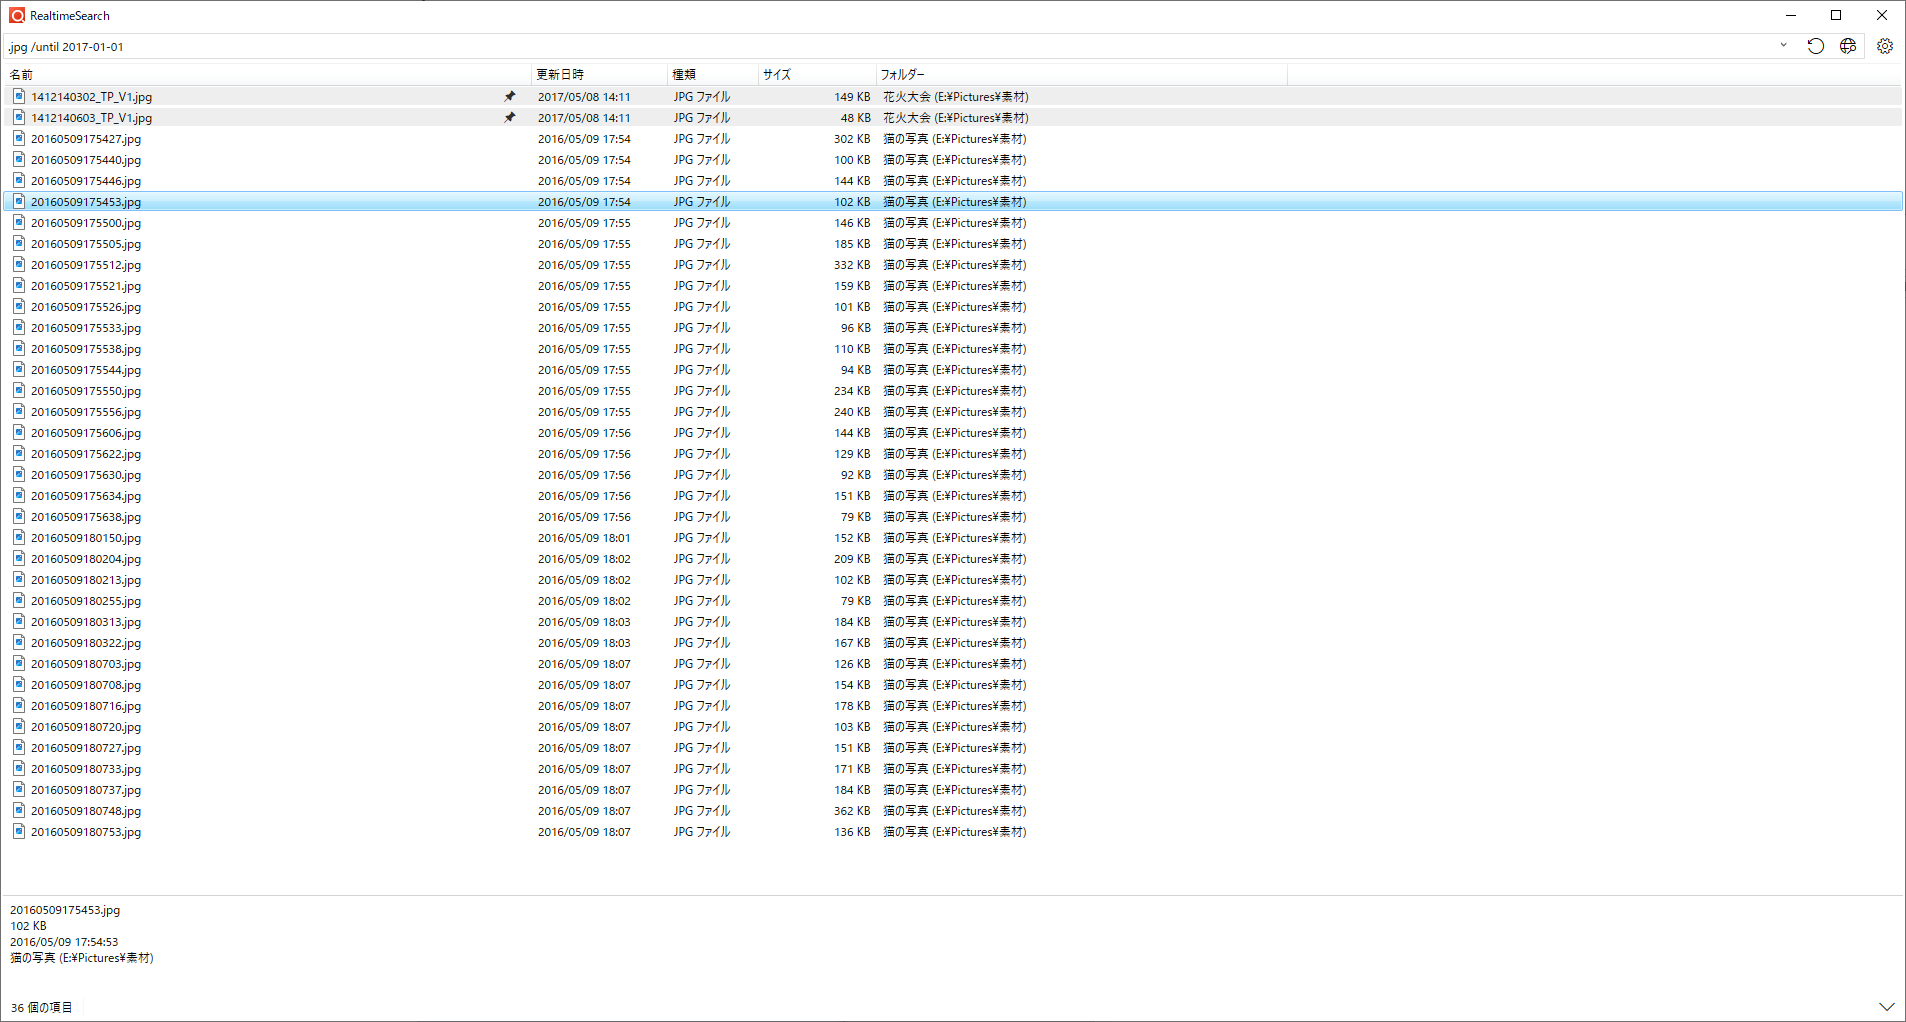 RealtimeSearch
.jpg /until 2017-01-01
名前 更新日時 種類 サイズ フォルダー
1412140302_TP_V1.jpg 2017/05/08 14:11 JPG ファイル 149 KB 花火大会 (E:¥Pictures¥素材)
1412140603_TP_V1.jpg 2017/05/08 14:11 JPG ファイル 48 KB 花火大会 (E:¥Pictures¥素材)
20160509175427.jpg 2016/05/09 17:54 JPG ファイル 302 KB 猫の写真 (E:¥Pictures¥素材)
20160509175440.jpg 2016/05/09 17:54 JPG ファイル 100 KB 猫の写真 (E:¥Pictures¥素材)
20160509175446.jpg 2016/05/09 17:54 JPG ファイル 144 KB 猫の写真 (E:¥Pictures¥素材)
20160509175453.jpg 2016/05/09 17:54 JPG ファイル 102 KB 猫の写真 (E:¥Pictures¥素材)
20160509175500.jpg 2016/05/09 17:55 JPG ファイル 146 KB 猫の写真 (E:¥Pictures¥素材)
20160509175505.jpg 2016/05/09 17:55 JPG ファイル 185 KB 猫の写真 (E:¥Pictures¥素材)
20160509175512.jpg 2016/05/09 17:55 JPG ファイル 332 KB 猫の写真 (E:¥Pictures¥素材)
20160509175521.jpg 2016/05/09 17:55 JPG ファイル 159 KB 猫の写真 (E:¥Pictures¥素材)
20160509175526.jpg 2016/05/09 17:55 JPG ファイル 101 KB 猫の写真 (E:¥Pictures¥素材)
20160509175533.jpg 2016/05/09 17:55 JPG ファイル 96 KB 猫の写真 (E:¥Pictures¥素材)
20160509175538.jpg 2016/05/09 17:55 JPG ファイル 110 KB 猫の写真 (E:¥Pictures¥素材)
20160509175544.jpg 2016/05/09 17:55 JPG ファイル 94 KB 猫の写真 (E:¥Pictures¥素材)
20160509175550.jpg 2016/05/09 17:55 JPG ファイル 234 KB 猫の写真 (E:¥Pictures¥素材)
20160509175556.jpg 2016/05/09 17:55 JPG ファイル 240 KB 猫の写真 (E:¥Pictures¥素材)
20160509175606.jpg 2016/05/09 17:56 JPG ファイル 144 KB 猫の写真 (E:¥Pictures¥素材)
20160509175622.jpg 2016/05/09 17:56 JPG ファイル 129 KB 猫の写真 (E:¥Pictures¥素材)
20160509175630.jpg 2016/05/09 17:56 JPG ファイル 92 KB 猫の写真 (E:¥Pictures¥素材)
20160509175634.jpg 2016/05/09 17:56 JPG ファイル 151 KB 猫の写真 (E:¥Pictures¥素材)
20160509175638.jpg 2016/05/09 17:56 JPG ファイル 79 KB 猫の写真 (E:¥Pictures¥素材)
20160509180150.jpg 2016/05/09 18:01 JPG ファイル 152 KB 猫の写真 (E:¥Pictures¥素材)
20160509180204.jpg 2016/05/09 18:02 JPG ファイル 209 KB 猫の写真 (E:¥Pictures¥素材)
20160509180213.jpg 2016/05/09 18:02 JPG ファイル 102 KB 猫の写真 (E:¥Pictures¥素材)
20160509180255.jpg 2016/05/09 18:02 JPG ファイル 79 KB 猫の写真 (E:¥Pictures¥素材)
20160509180313.jpg 2016/05/09 18:03 JPG ファイル 184 KB 猫の写真 (E:¥Pictures¥素材)
20160509180322.jpg 2016/05/09 18:03 JPG ファイル 167 KB 猫の写真 (E:¥Pictures¥素材)
20160509180703.jpg 2016/05/09 18:07 JPG ファイル 126 KB 猫の写真 (E:¥Pictures¥素材)
20160509180708.jpg 2016/05/09 18:07 JPG ファイル 154 KB 猫の写真 (E:¥Pictures¥素材)
20160509180716.jpg 2016/05/09 18:07 JPG ファイル 178 KB 猫の写真 (E:¥Pictures¥素材)
20160509180720.jpg 2016/05/09 18:07 JPG ファイル 103 KB 猫の写真 (E:¥Pictures¥素材)
20160509180727.jpg 2016/05/09 18:07 JPG ファイル 151 KB 猫の写真 (E:¥Pictures¥素材)
20160509180733.jpg 2016/05/09 18:07 JPG ファイル 171 KB 猫の写真 (E:¥Pictures¥素材)
20160509180737.jpg 2016/05/09 18:07 JPG ファイル 184 KB 猫の写真 (E:¥Pictures¥素材)
20160509180748.jpg 2016/05/09 18:07 JPG ファイル 362 KB 猫の写真 (E:¥Pictures¥素材)
20160509180753.jpg 2016/05/09 18:07 JPG ファイル 136 KB 猫の写真 (E:¥Pictures¥素材)
20160509175453.jpg
102 KB
2016/05/09 17:54:53
猫の写真 (E:¥Pictures¥素材)
36 個の項目